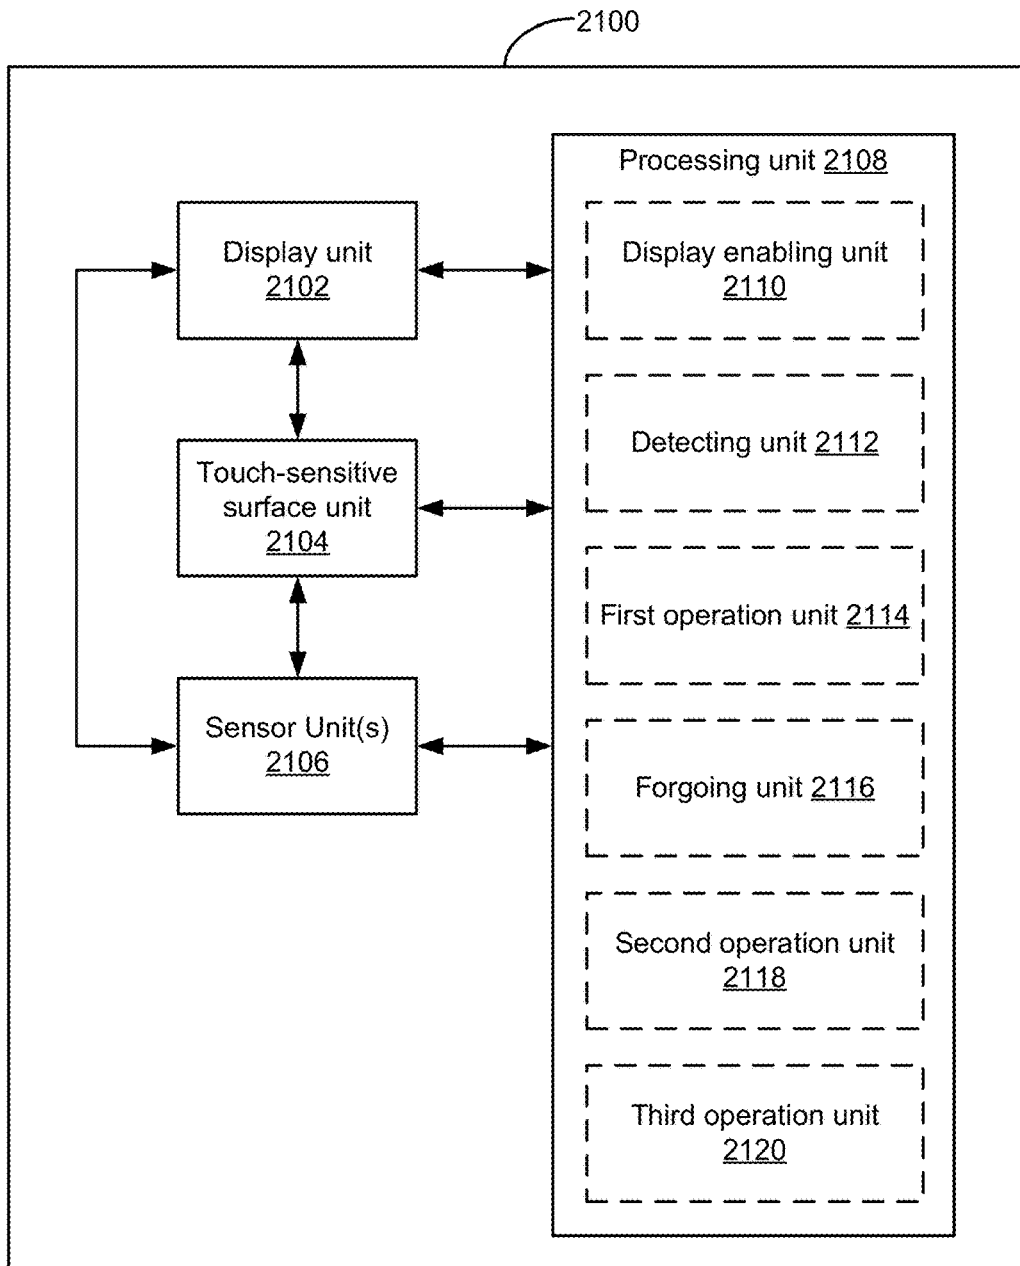 2100
Processing unit 2108
Display unit
2102
Display enabling unit
2110
Touch-sensitive
surface unit
2104
Detecting unit 2112
First operation unit 2114
Sensor Unit(s)
2106
Forgoing unit 2116
Second operation unit
2118
Third operation unit
2120